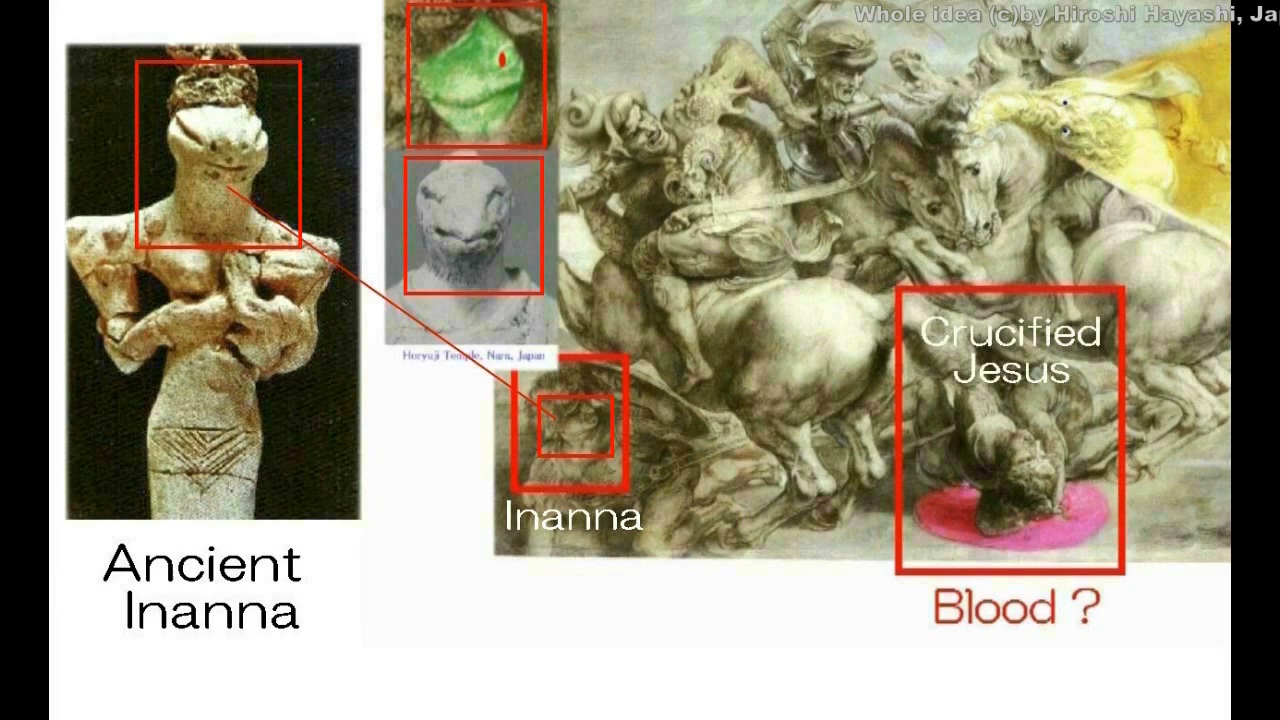 Whole idea (c)by Hiroshi Hayashi, Ja
Horyuji Temple, Nara, Japan
Crucified
Jesus
Inanna
Ancient
Inanna
Blood ?